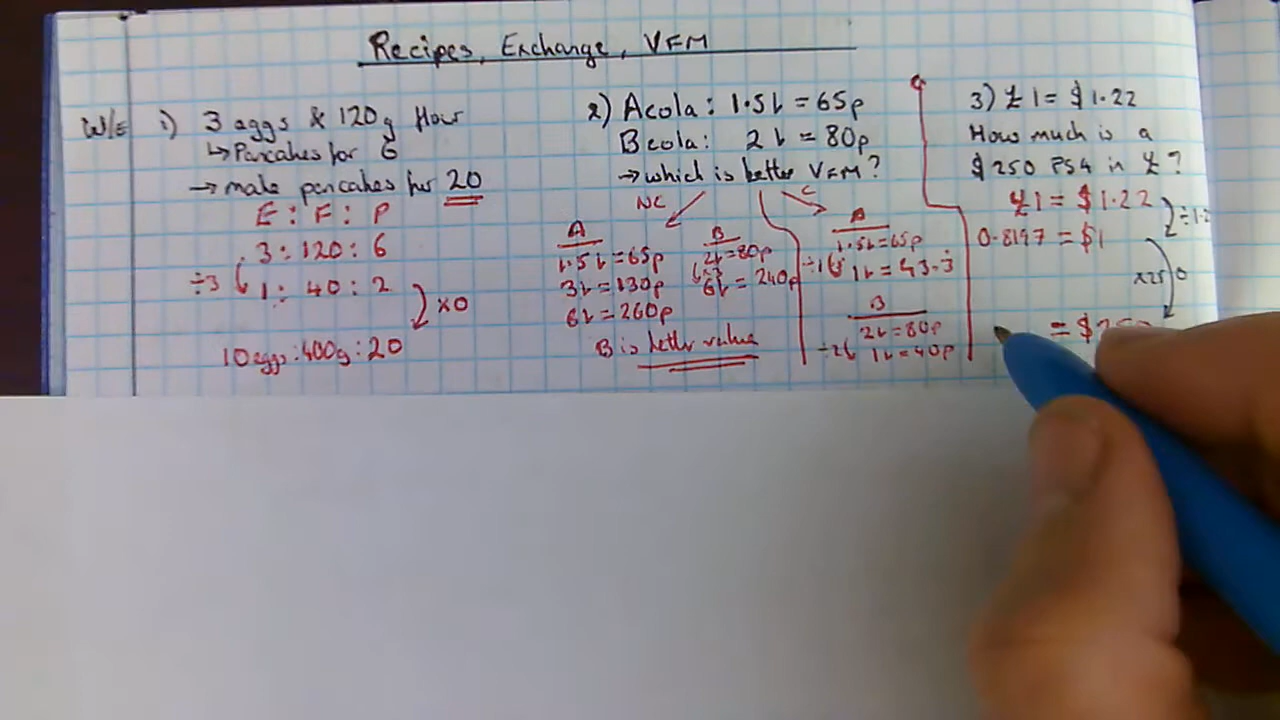 Recipes, Exchange, VFM
W/E 1) 3 eggs & 120g flour
↳ Pancakes for 6
→ make pancakes for 20
E : F : P
3 : 120 : 6
÷3
1 : 40 : 2
×0
10 eggs : 400g : 20
2) A cola : 1.5l = 65p
B cola : 2l = 80p
→ which is better VFM?
NC
A
1.5l = 65p
3l = 130p
6l = 260p
B
2l = 80p
6l = 240p
B is better value
C
A
1.5l = 65p
1l = 43.3
B
2l = 80p
÷2
1l = 40p
3) £1 = $1.22
How much is a
$250 PS4 in £?
£1 = $1.22
÷1.2
0.8197 = $1
×250
= $250